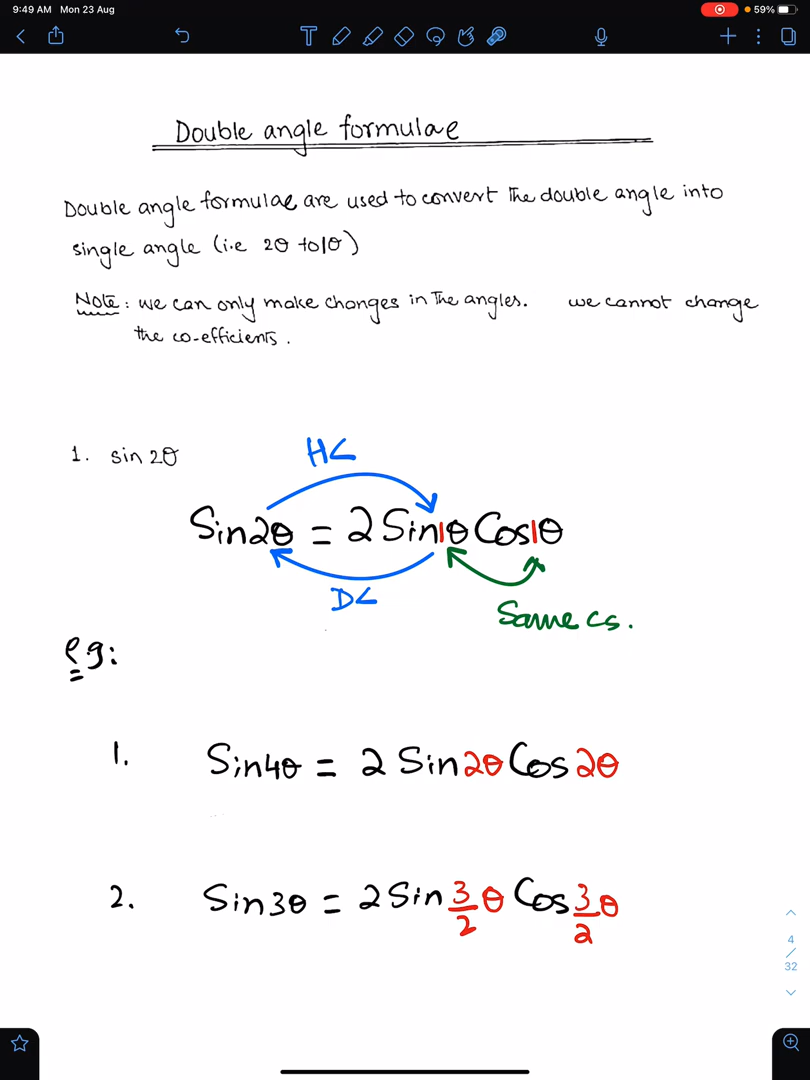 9:49 AM Mon 23 Aug 59%
Double angle formulae
Double angle formulae are used to convert the double angle into
single angle (i.e 2θ to 1θ)
Note: we can only make changes in the angles. we cannot change
the co-efficients.
1. sin 2θ
H<
Sin2θ = 2 Sin1θ Cos1θ
D<
Same <s.
eg:
1. Sin4θ = 2 Sin2θ Cos2θ
2. Sin3θ = 2 Sin 3/2 θ Cos 3/2 θ
4
/
32